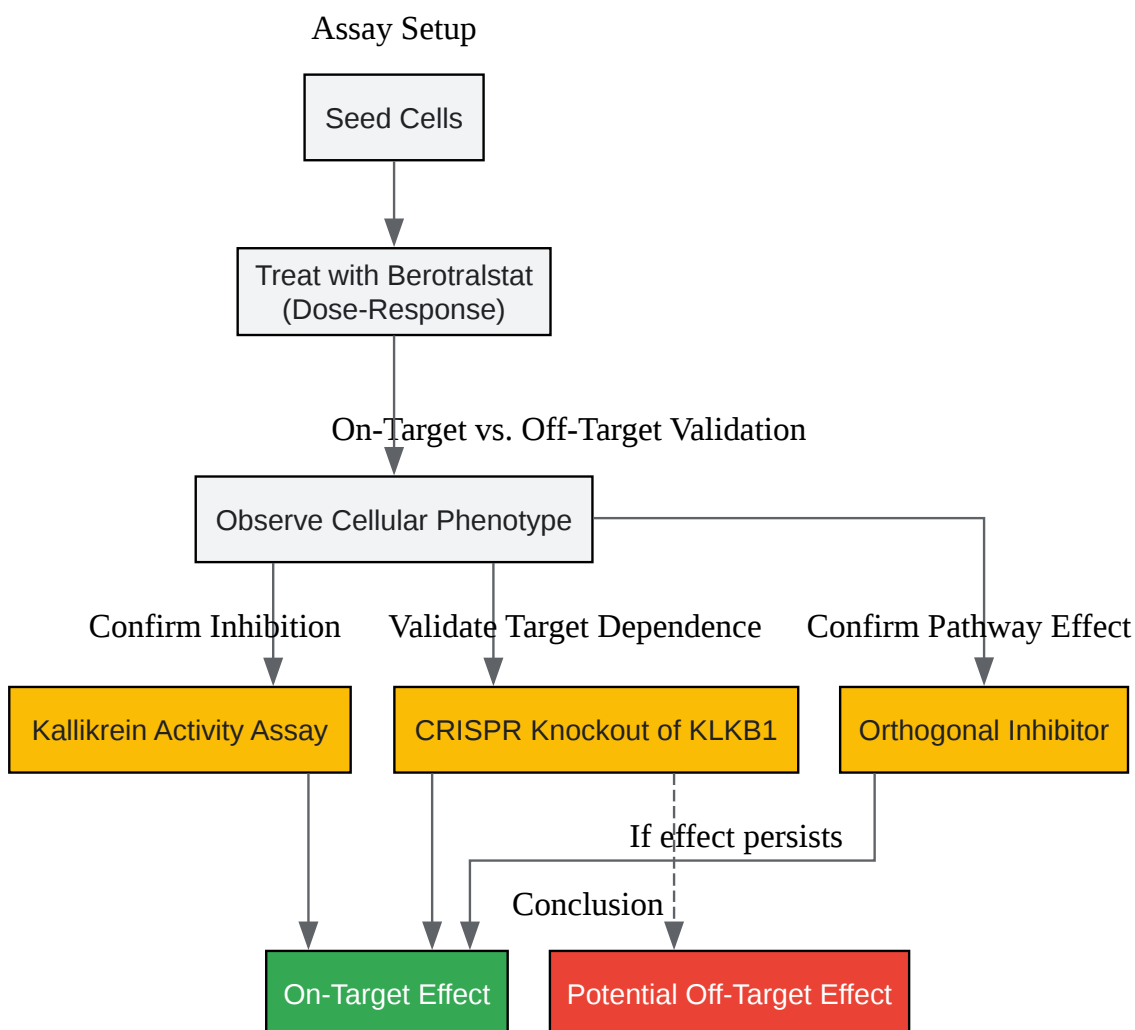 Assay Setup
Seed Cells
Treat with Berotralstat
(Dose-Response)
On-Target vs. Off-Target Validation
Observe Cellular Phenotype
Confirm Inhibition
Validate Target Dependence
Confirm Pathway Effect
Kallikrein Activity Assay
CRISPR Knockout of KLKB1
Orthogonal Inhibitor
If effect persists
Conclusion
On-Target Effect
Potential Off-Target Effect